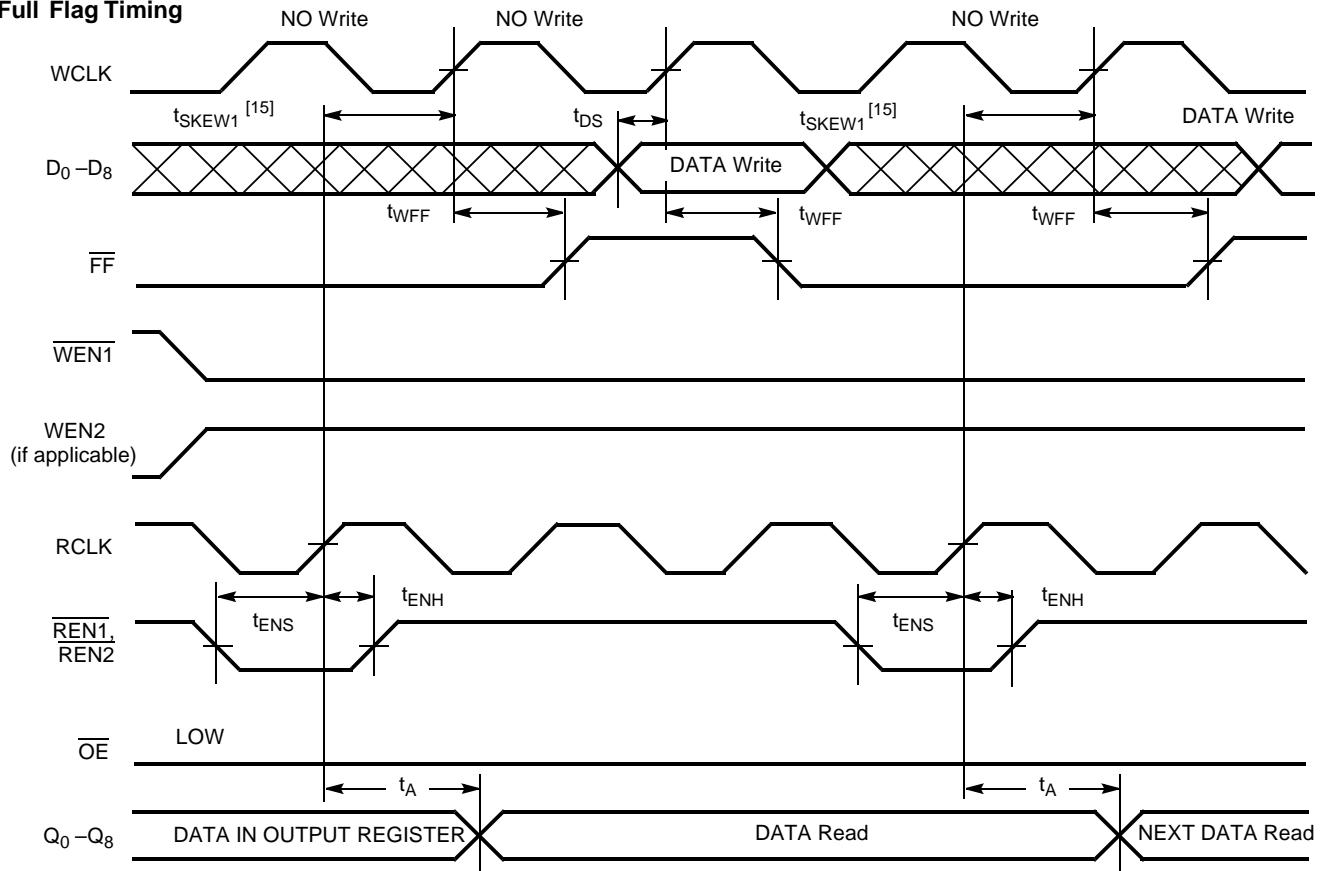 Full Flag Timing
NO Write
NO Write
NO Write
WCLK
tSKEW1 [15]
tDS
tSKEW1 [15]
DATA Write
D0 –D8
DATA Write
tWFF
tWFF
tWFF
FF
WEN1
WEN2
(if applicable)
RCLK
tENH
tENH
REN1,
REN2
tENS
tENS
OE
LOW
tA
tA
Q0 –Q8
DATA IN OUTPUT REGISTER
DATA Read
NEXT DATA Read